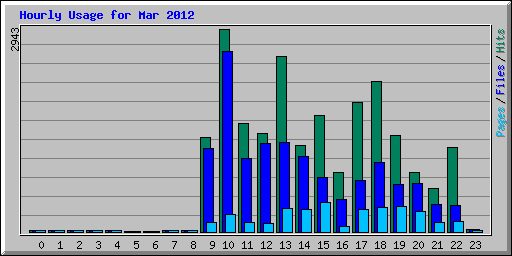 Hourly Usage for Mar 2012
2943
Pages / Files / Hits
0 1 2 3 4 5 6 7 8 9 10 11 12 13 14 15 16 17 18 19 20 21 22 23